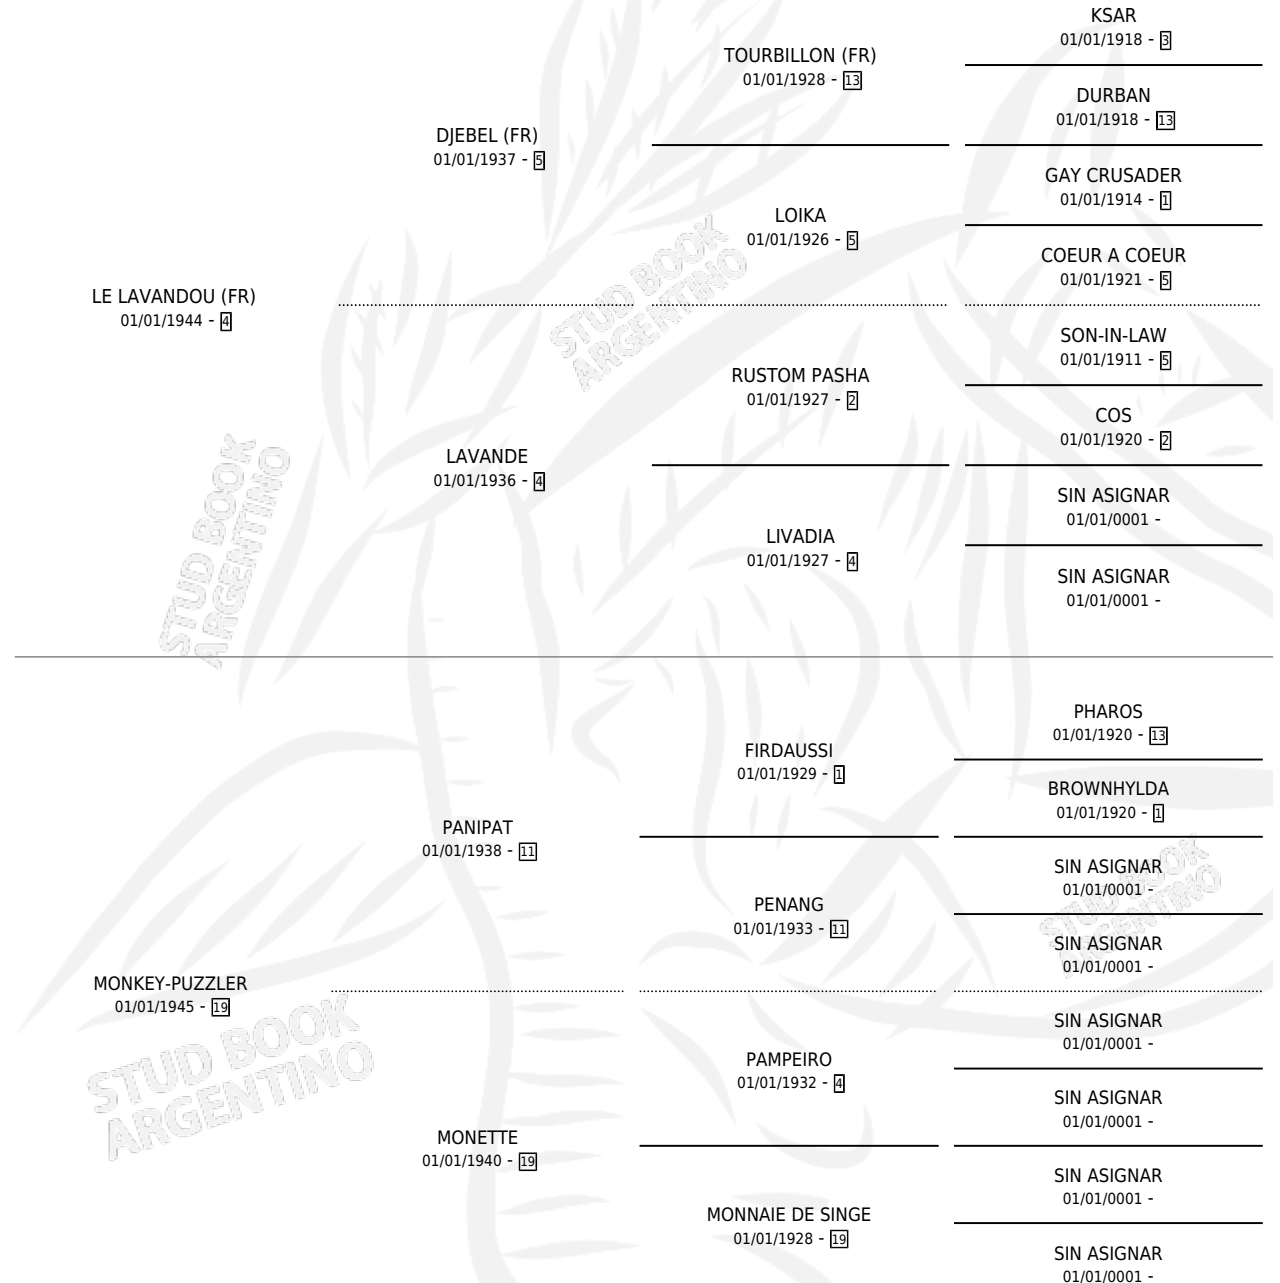 KSAR
01/01/1918 - 3
TOURBILLON (FR)
01/01/1928 - 13
DURBAN
01/01/1918 - 13
DJEBEL (FR)
01/01/1937 - 5
GAY CRUSADER
01/01/1914 - 1
LOIKA
01/01/1926 - 5
COEUR A COEUR
01/01/1921 - 5
LE LAVANDOU (FR)
01/01/1944 - 4
SON-IN-LAW
01/01/1911 - 5
RUSTOM PASHA
01/01/1927 - 2
COS
01/01/1920 - 2
LAVANDE
01/01/1936 - 4
SIN ASIGNAR
01/01/0001 -
LIVADIA
01/01/1927 - 4
SIN ASIGNAR
01/01/0001 -
STUD BOOK
ARGENTINO
STUD BOOK
ARGENTINO
PHAROS
01/01/1920 - 13
FIRDAUSSI
01/01/1929 - 1
BROWNHYLDA
01/01/1920 - 1
PANIPAT
01/01/1938 - 11
SIN ASIGNAR
01/01/0001 -
PENANG
01/01/1933 - 11
SIN ASIGNAR
01/01/0001 -
STUD BOOK
ARGENTINO
MONKEY-PUZZLER
01/01/1945 - 19
SIN ASIGNAR
01/01/0001 -
PAMPEIRO
01/01/1932 - 4
SIN ASIGNAR
01/01/0001 -
STUD BOOK
ARGENTINO
MONETTE
01/01/1940 - 19
SIN ASIGNAR
01/01/0001 -
MONNAIE DE SINGE
01/01/1928 - 19
SIN ASIGNAR
01/01/0001 -